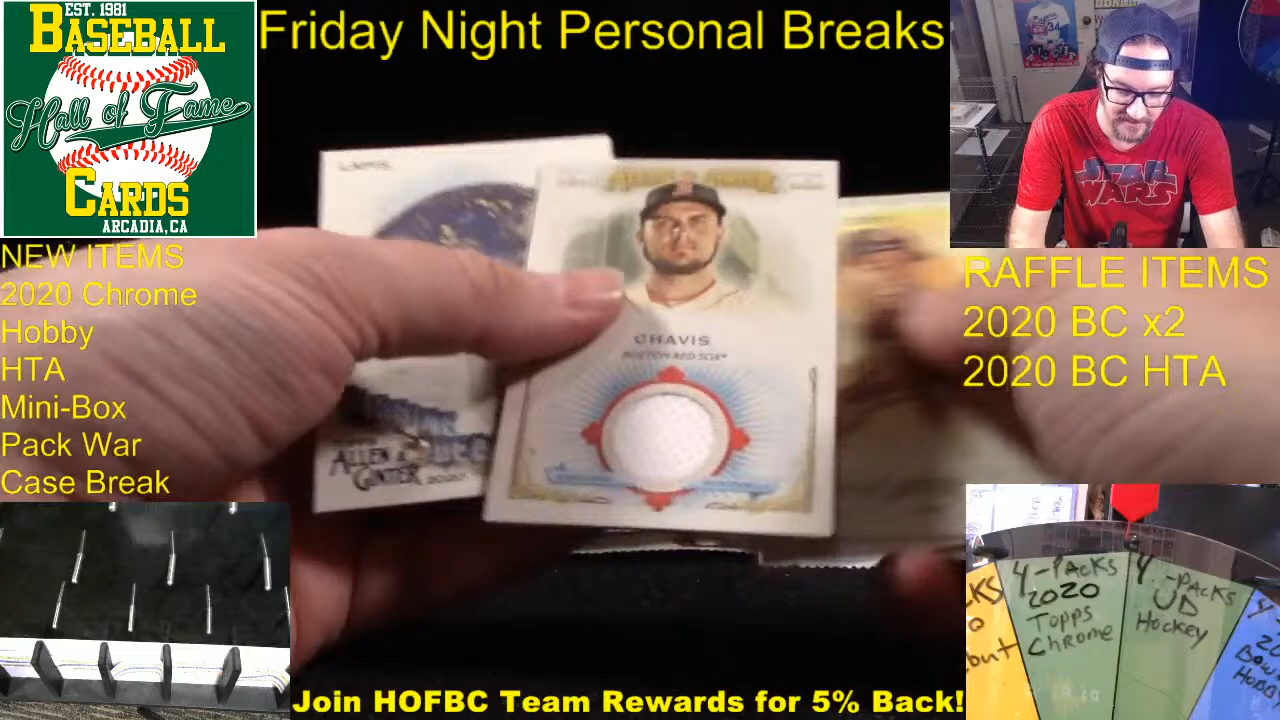 EST. 1981
BASEBALL
Hall of Fame
CARDS
ARCADIA, CA
Friday Night Personal Breaks
NEW ITEMS
2020 Chrome
Hobby
HTA
Mini-Box
Pack War
Case Break
RAFFLE ITEMS
2020 BC x2
2020 BC HTA
STAR
WARS
34
CHAVIS
BOSTON RED SOX
ALLEN &
GINTER
2020
4-PACKS
2020
TOPPS
CHROME
4-PACKS
UD
Hockey
Join HOFBC Team Rewards for 5% Back!